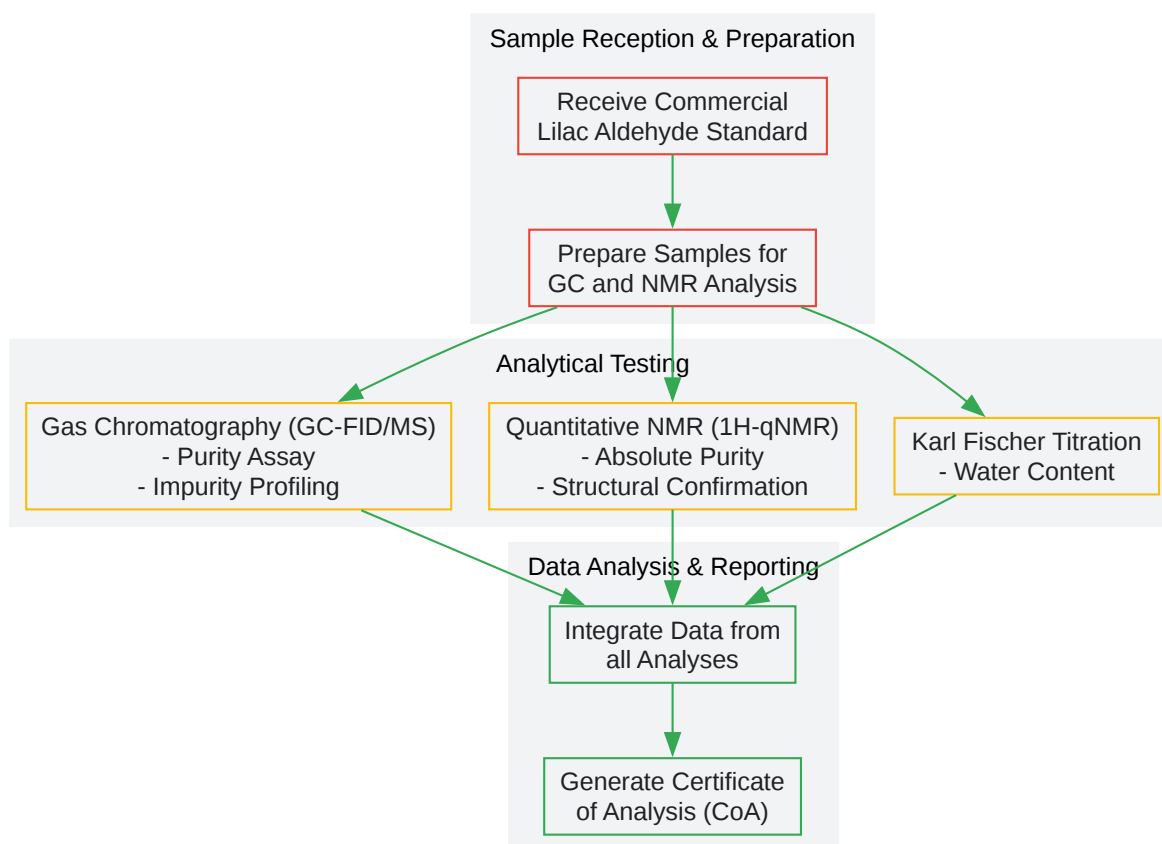 Sample Reception & Preparation
Receive Commercial
Lilac Aldehyde Standard
Prepare Samples for
GC and NMR Analysis
Analytical Testing
Gas Chromatography (GC-FID/MS)
- Purity Assay
- Impurity Profiling
Quantitative NMR (1H-qNMR)
- Absolute Purity
- Structural Confirmation
Karl Fischer Titration
- Water Content
Data Analysis & Reporting
Integrate Data from
all Analyses
Generate Certificate
of Analysis (CoA)